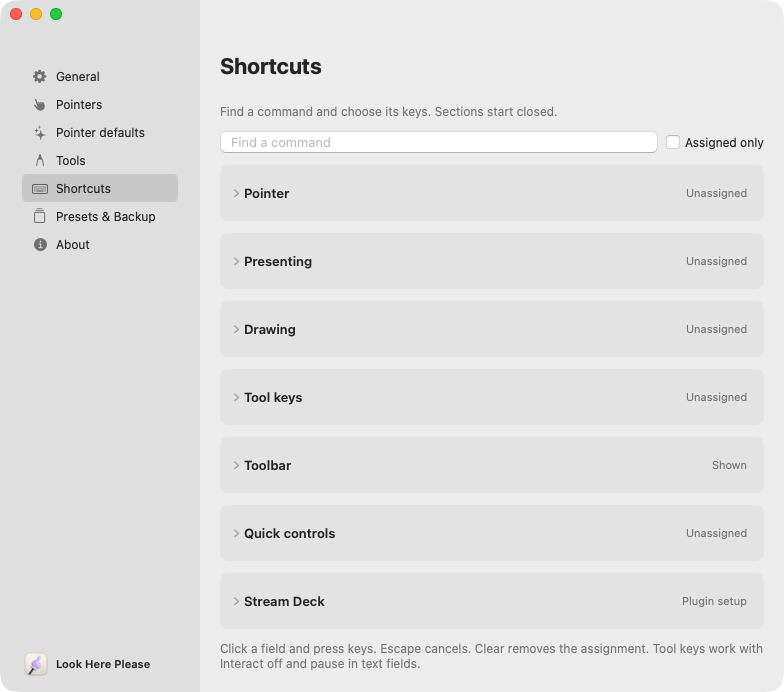 General
Pointers
Pointer defaults
Tools
Shortcuts
Presets & Backup
About
Look Here Please
Shortcuts
Find a command and choose its keys. Sections start closed.
Find a command
Assigned only
Pointer Unassigned
Presenting Unassigned
Drawing Unassigned
Tool keys Unassigned
Toolbar Shown
Quick controls Unassigned
Stream Deck Plugin setup
Click a field and press keys. Escape cancels. Clear removes the assignment. Tool keys work with
Interact off and pause in text fields.